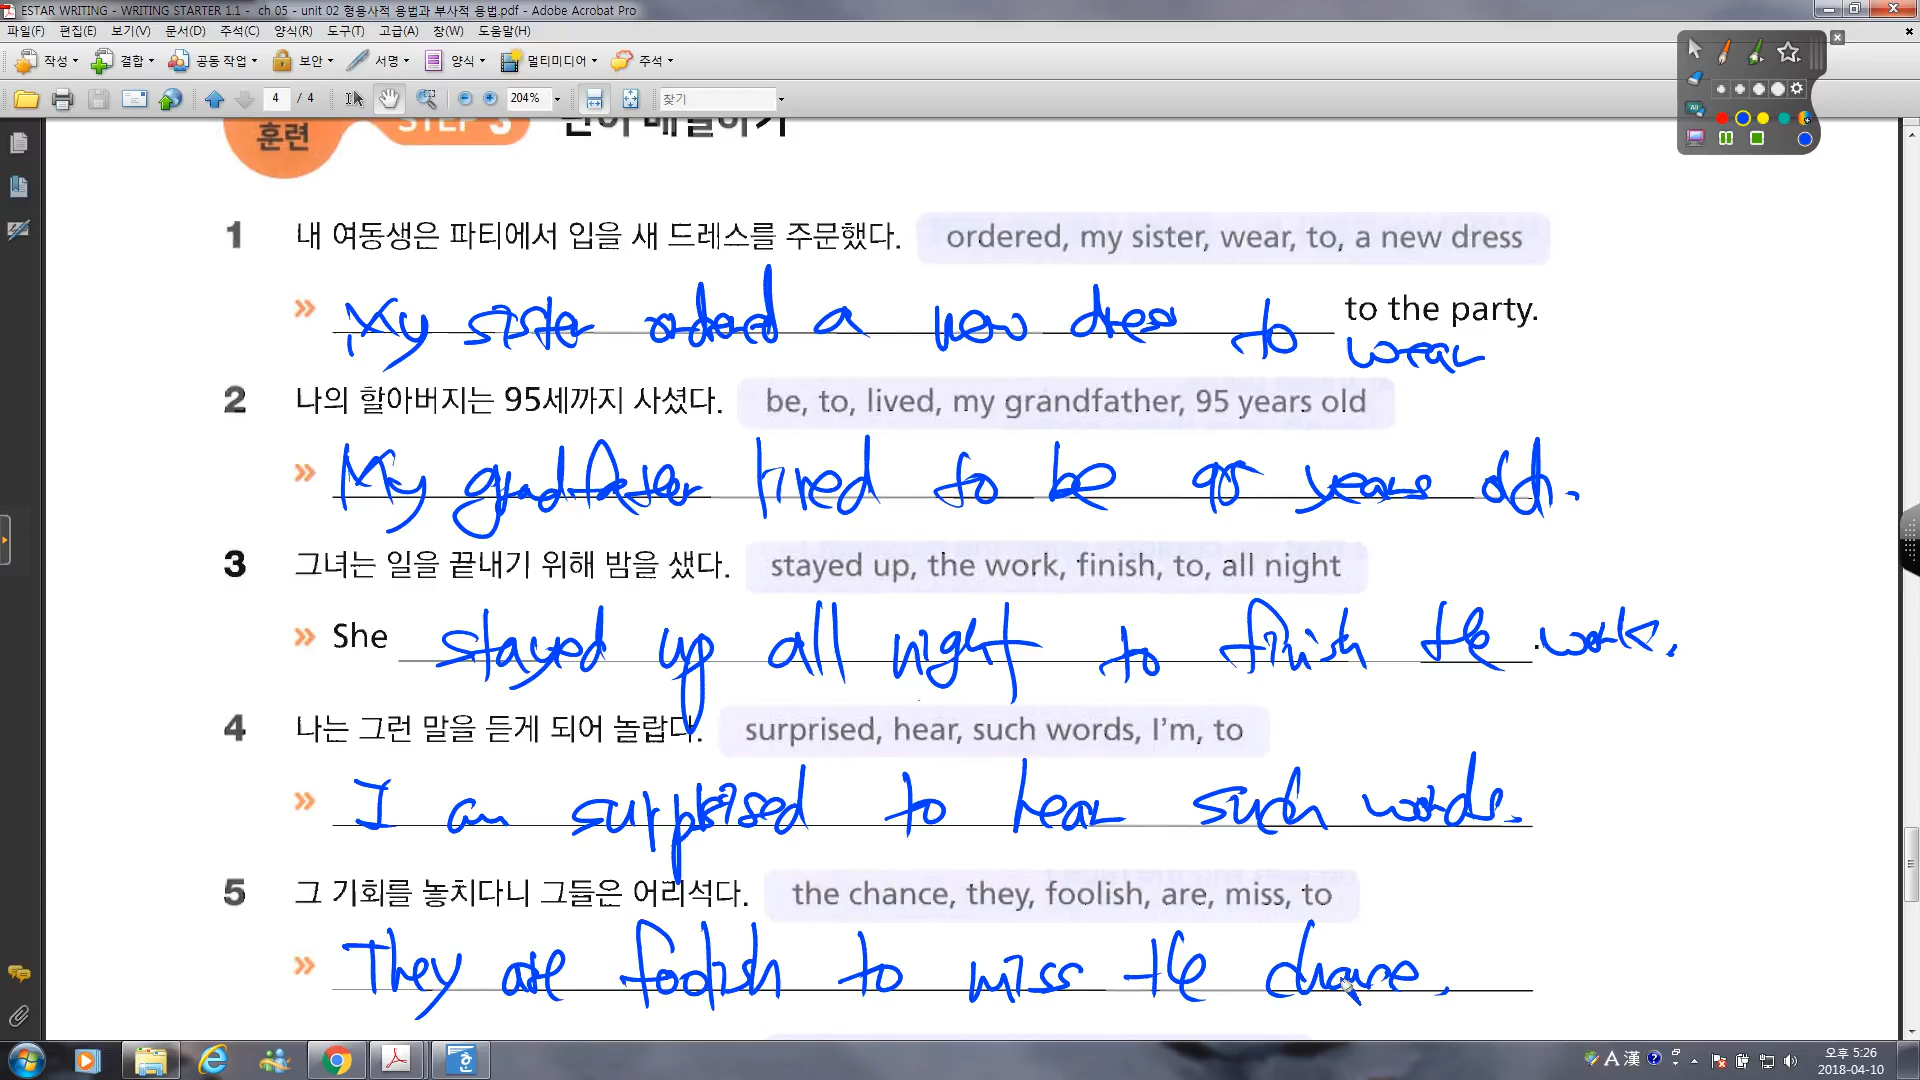 ESTAR WRITING - WRITING STARTER 1.1 - ch 05 - unit 02 형용사적 용법과 부사적 용법.pdf - Adobe Acrobat Pro
파일(F) 편집(E) 보기(V) 문서(D) 주석(C) 양식(R) 도구(T) 고급(A) 창(W) 도움말(H)
작성 결합 공동 작업 보안 서명 양식 멀티미디어 주석
4 / 4 204% 찾기
훈련 STEP 3 단어 배열하기
1 내 여동생은 파티에서 입을 새 드레스를 주문했다. ordered, my sister, wear, to, a new dress
» My sister ordered a new dress to to the party.
wear
2 나의 할아버지는 95세까지 사셨다. be, to, lived, my grandfather, 95 years old
» My grandfather lived to be 95 years old.
3 그녀는 일을 끝내기 위해 밤을 샜다. stayed up, the work, finish, to, all night
» She stayed up all night to finish the . work.
4 나는 그런 말을 듣게 되어 놀랍다. surprised, hear, such words, I'm, to
» I am surprised to hear such words.
5 그 기회를 놓치다니 그들은 어리석다. the chance, they, foolish, are, miss, to
» They are foolish to miss the chance.
A 漢 오후 5:26
2018-04-10